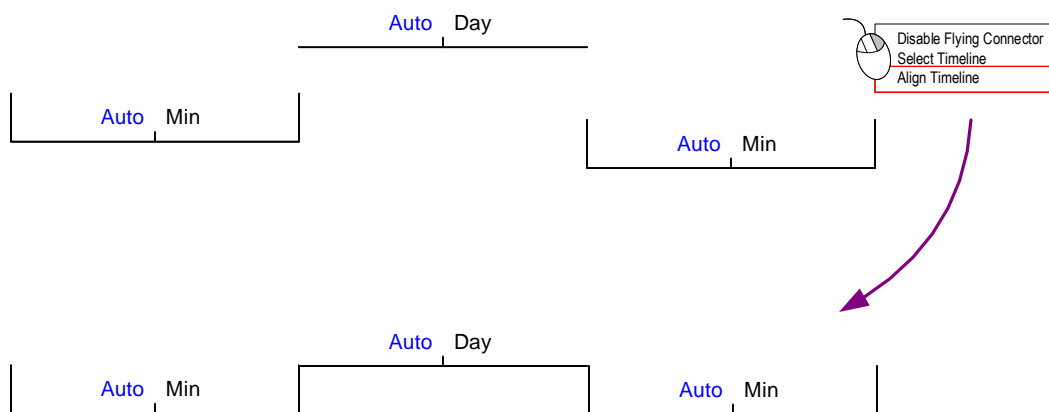 Auto Day
Disable Flying Connector
Select Timeline
Align Timeline
Auto Min
Auto Min
Auto Day
Auto Min
Auto Min